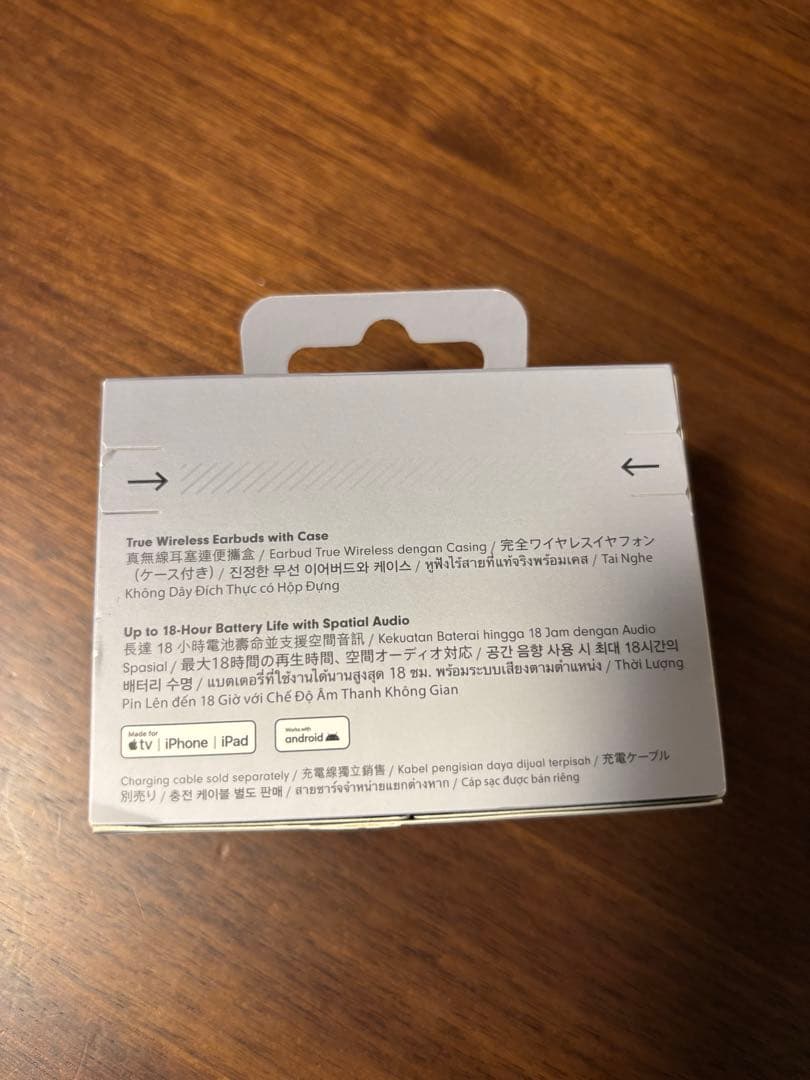 True Wireless Earbuds with Case
真無線耳塞連便攜盒 / Earbud True Wireless dengan Casing / 完全ワイヤレスイヤフォン
(ケース付き) / 진정한 무선 이어버드와 케이스 / หูฟังไร้สายที่แท้จริงพร้อมเคส / Tai Nghe
Không Dây Đích Thực có Hộp Đựng
Up to 18-Hour Battery Life with Spatial Audio
長達 18 小時電池壽命並支援空間音訊 / Kekuatan Baterai hingga 18 Jam dengan Audio
Spasial / 最大18時間の再生時間、空間オーディオ対応 / 공간 음향 사용 시 최대 18시간의
배터리 수명 / แบตเตอรี่ที่ใช้งานได้นานสูงสุด 18 ชม. พร้อมระบบเสียงตามตำแหน่ง / Thời Lượng
Pin Lên đến 18 Giờ với Chế Độ Âm Thanh Không Gian
Made for
tv | iPhone | iPad
Works with
android
Charging cable sold separately / 充電線獨立銷售 / Kabel pengisian daya dijual terpisah / 充電ケーブル
別売り / 충전 케이블 별도 판매 / สายชาร์จจำหน่ายแยกต่างหาก / Cáp sạc được bán riêng